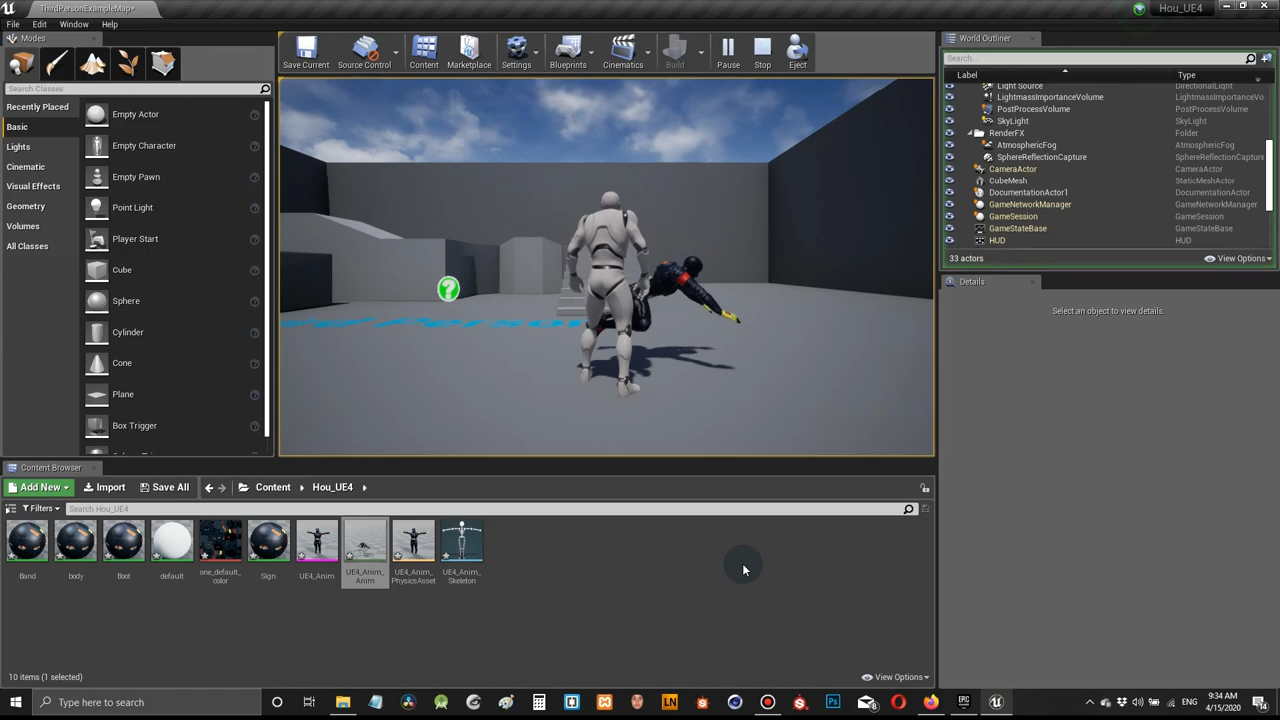 ThirdPersonExampleMap*
Hou_UE4
File Edit Window Help
Modes
Search Classes
Recently Placed
Basic
Lights
Cinematic
Visual Effects
Geometry
Volumes
All Classes
Empty Actor
Empty Character
Empty Pawn
Point Light
Player Start
Cube
Sphere
Cylinder
Cone
Plane
Box Trigger
Save Current
Source Control
Content
Marketplace
Settings
Blueprints
Cinematics
Build
Pause
Stop
Eject
World Outliner
Search...
Label Type
Light Source DirectionalLight
LightmassImportanceVolume LightmassImportanceVo
PostProcessVolume PostProcessVolume
SkyLight SkyLight
RenderFX Folder
AtmosphericFog AtmosphericFog
SphereReflectionCapture SphereReflectionCapture
CameraActor CameraActor
CubeMesh StaticMeshActor
DocumentationActor1 DocumentationActor
GameNetworkManager GameNetworkManager
GameSession GameSession
GameStateBase GameStateBase
HUD HUD
33 actors View Options
Details
Select an object to view details.
Content Browser
Add New Import Save All Content Hou_UE4
Filters Search Hou_UE4
Band
body
Boot
default
one_default_
color
Sign
UE4_Anim
UE4_Anim_
Anim
UE4_Anim_
PhysicsAsset
UE4_Anim_
Skeleton
10 items (1 selected) View Options
Type here to search
LN
Ps
EPIC
ENG
9:34 AM
4/15/2020